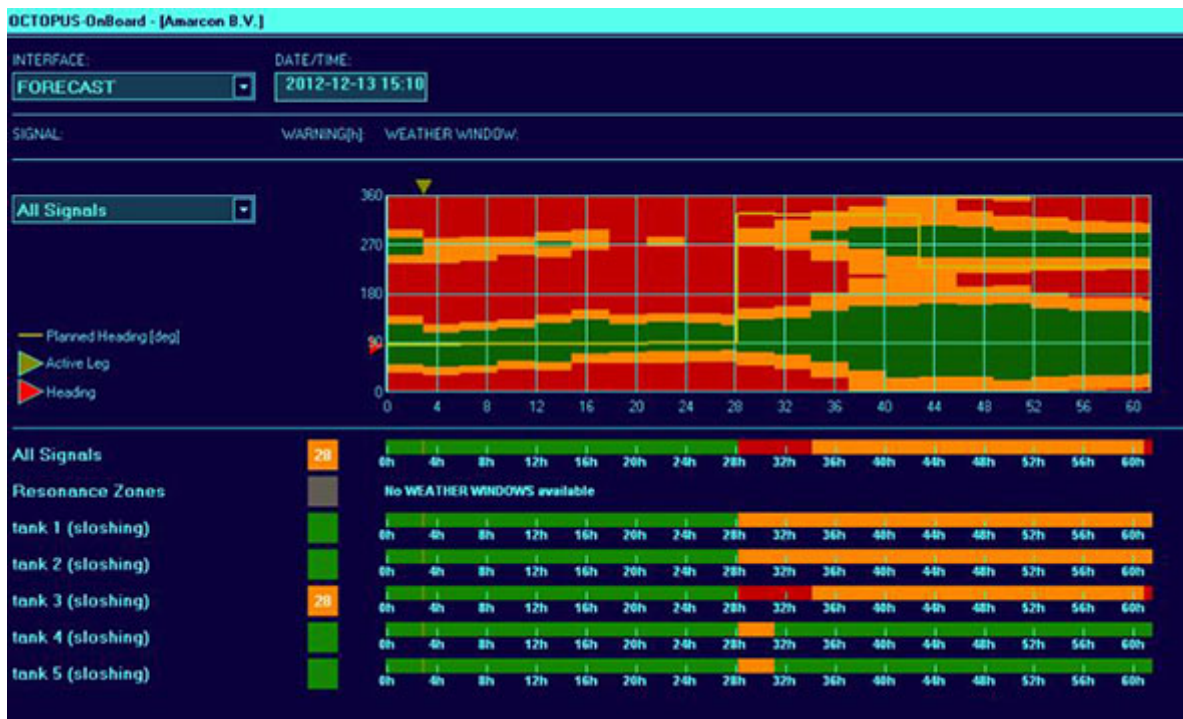 OCTOPUS-OnBoard - [Amarcon B.V.]
INTERFACE: DATE/TIME:
FORECAST 2012-12-13 15:10
SIGNAL: WARNING[h]: WEATHER WINDOW:
All Signals
360
270
180
90
0
Planned Heading [deg]
Active Leg
Heading
0 4 8 12 16 20 24 28 32 36 40 44 48 52 56 60
All Signals 28
0h 4h 8h 12h 16h 20h 24h 28h 32h 36h 40h 44h 48h 52h 56h 60h
Resonance Zones No WEATHER WINDOWS available
tank 1 (sloshing)
0h 4h 8h 12h 16h 20h 24h 28h 32h 36h 40h 44h 48h 52h 56h 60h
tank 2 (sloshing)
0h 4h 8h 12h 16h 20h 24h 28h 32h 36h 40h 44h 48h 52h 56h 60h
tank 3 (sloshing) 28
0h 4h 8h 12h 16h 20h 24h 28h 32h 36h 40h 44h 48h 52h 56h 60h
tank 4 (sloshing)
0h 4h 8h 12h 16h 20h 24h 28h 32h 36h 40h 44h 48h 52h 56h 60h
tank 5 (sloshing)
0h 4h 8h 12h 16h 20h 24h 28h 32h 36h 40h 44h 48h 52h 56h 60h